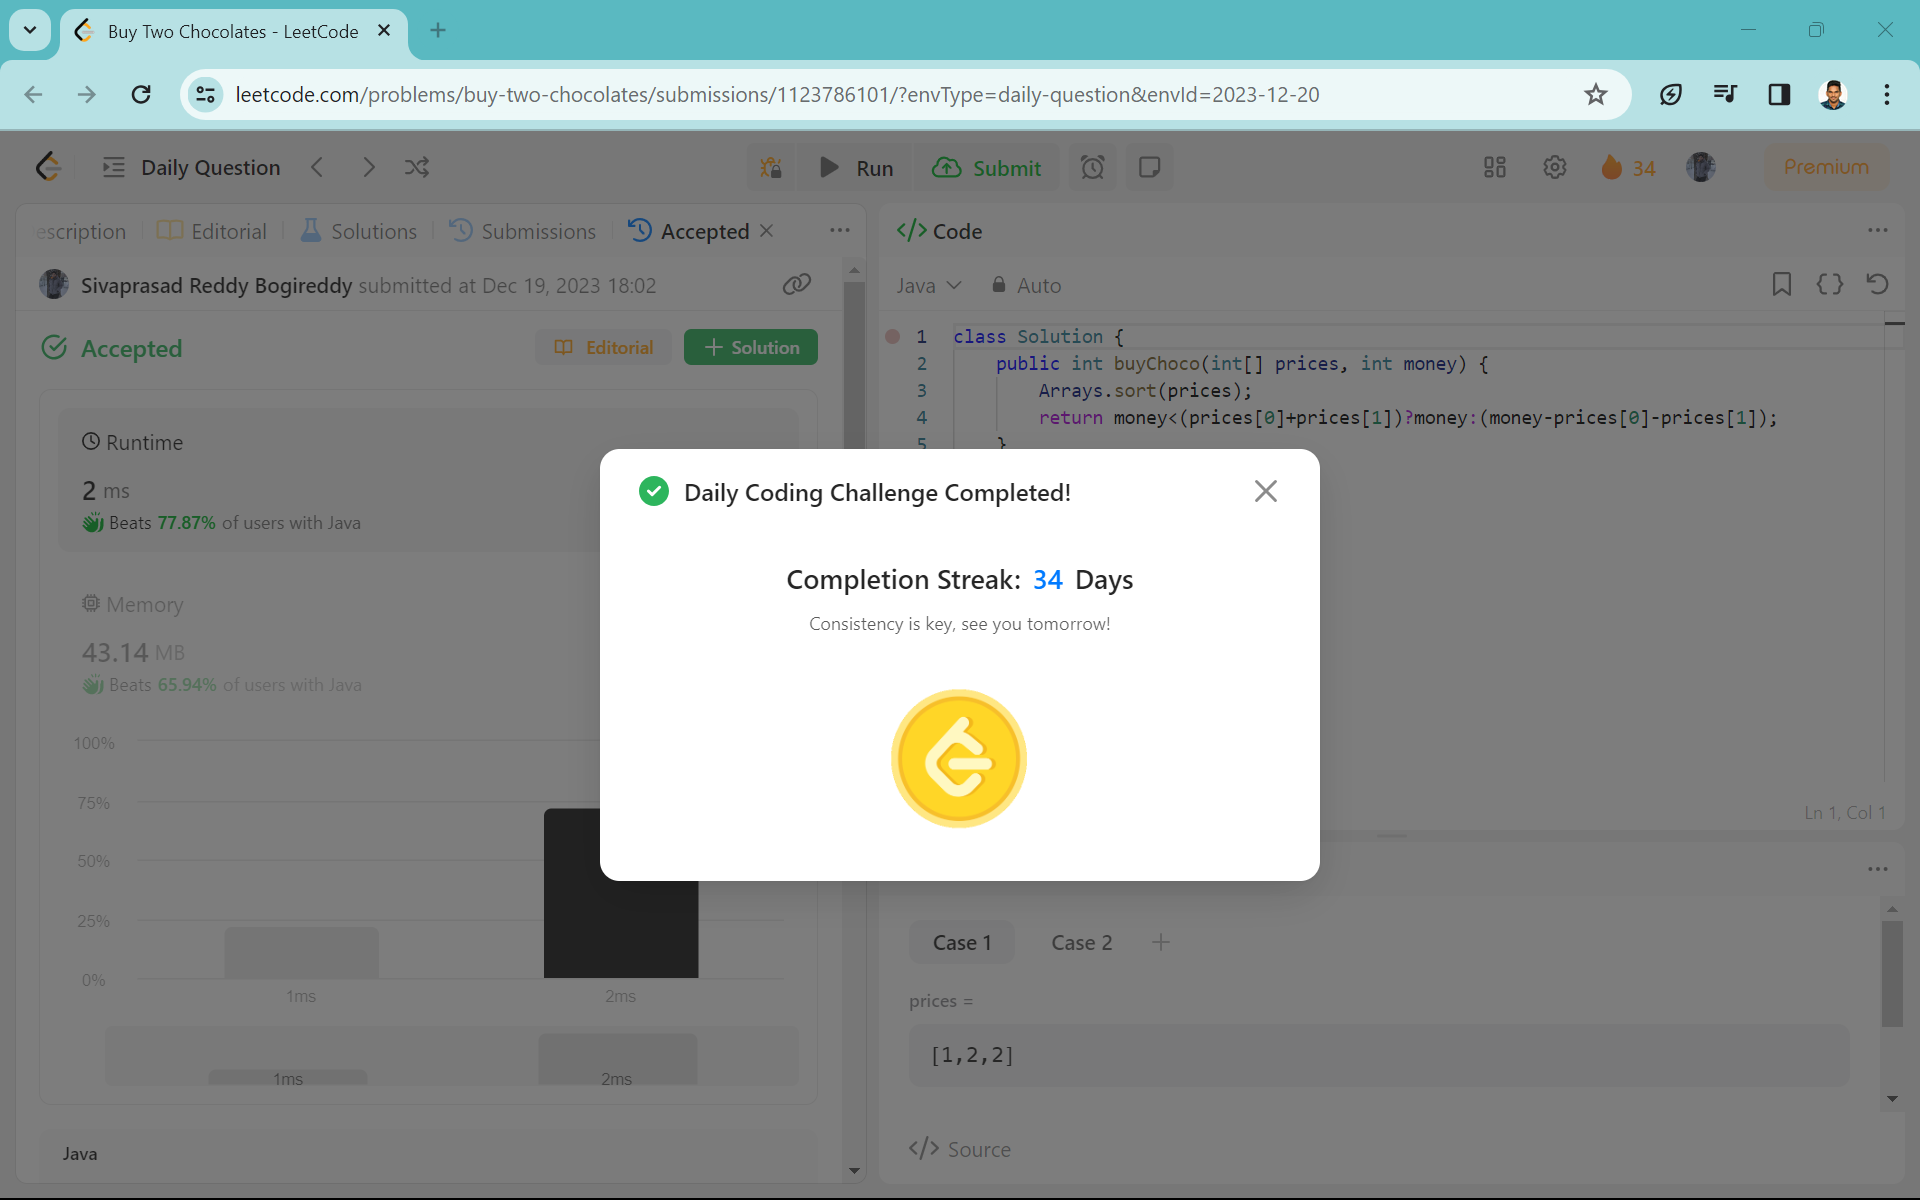 Buy Two Chocolates - LeetCode
leetcode.com/problems/buy-two-chocolates/submissions/1123786101/?envType=daily-question&envId=2023-12-20
Daily Question
Run
Submit
34
Premium
escription
Editorial
Solutions
Submissions
Accepted
Code
Sivaprasad Reddy Bogireddy submitted at Dec 19, 2023 18:02
Java
Auto
Accepted
Editorial
Solution
1 class Solution {
2 public int buyChoco(int[] prices, int money) {
3 Arrays.sort(prices);
4 return money<(prices[0]+prices[1])?money:(money-prices[0]-prices[1]);
5 }
Runtime
2 ms
Beats 77.87% of users with Java
Memory
43.14 MB
Beats 65.94% of users with Java
100%
75%
50%
25%
0%
1ms
2ms
1ms
2ms
Java
Daily Coding Challenge Completed!
Completion Streak: 34 Days
Consistency is key, see you tomorrow!
Ln 1, Col 1
Case 1
Case 2
prices =
[1,2,2]
</> Source